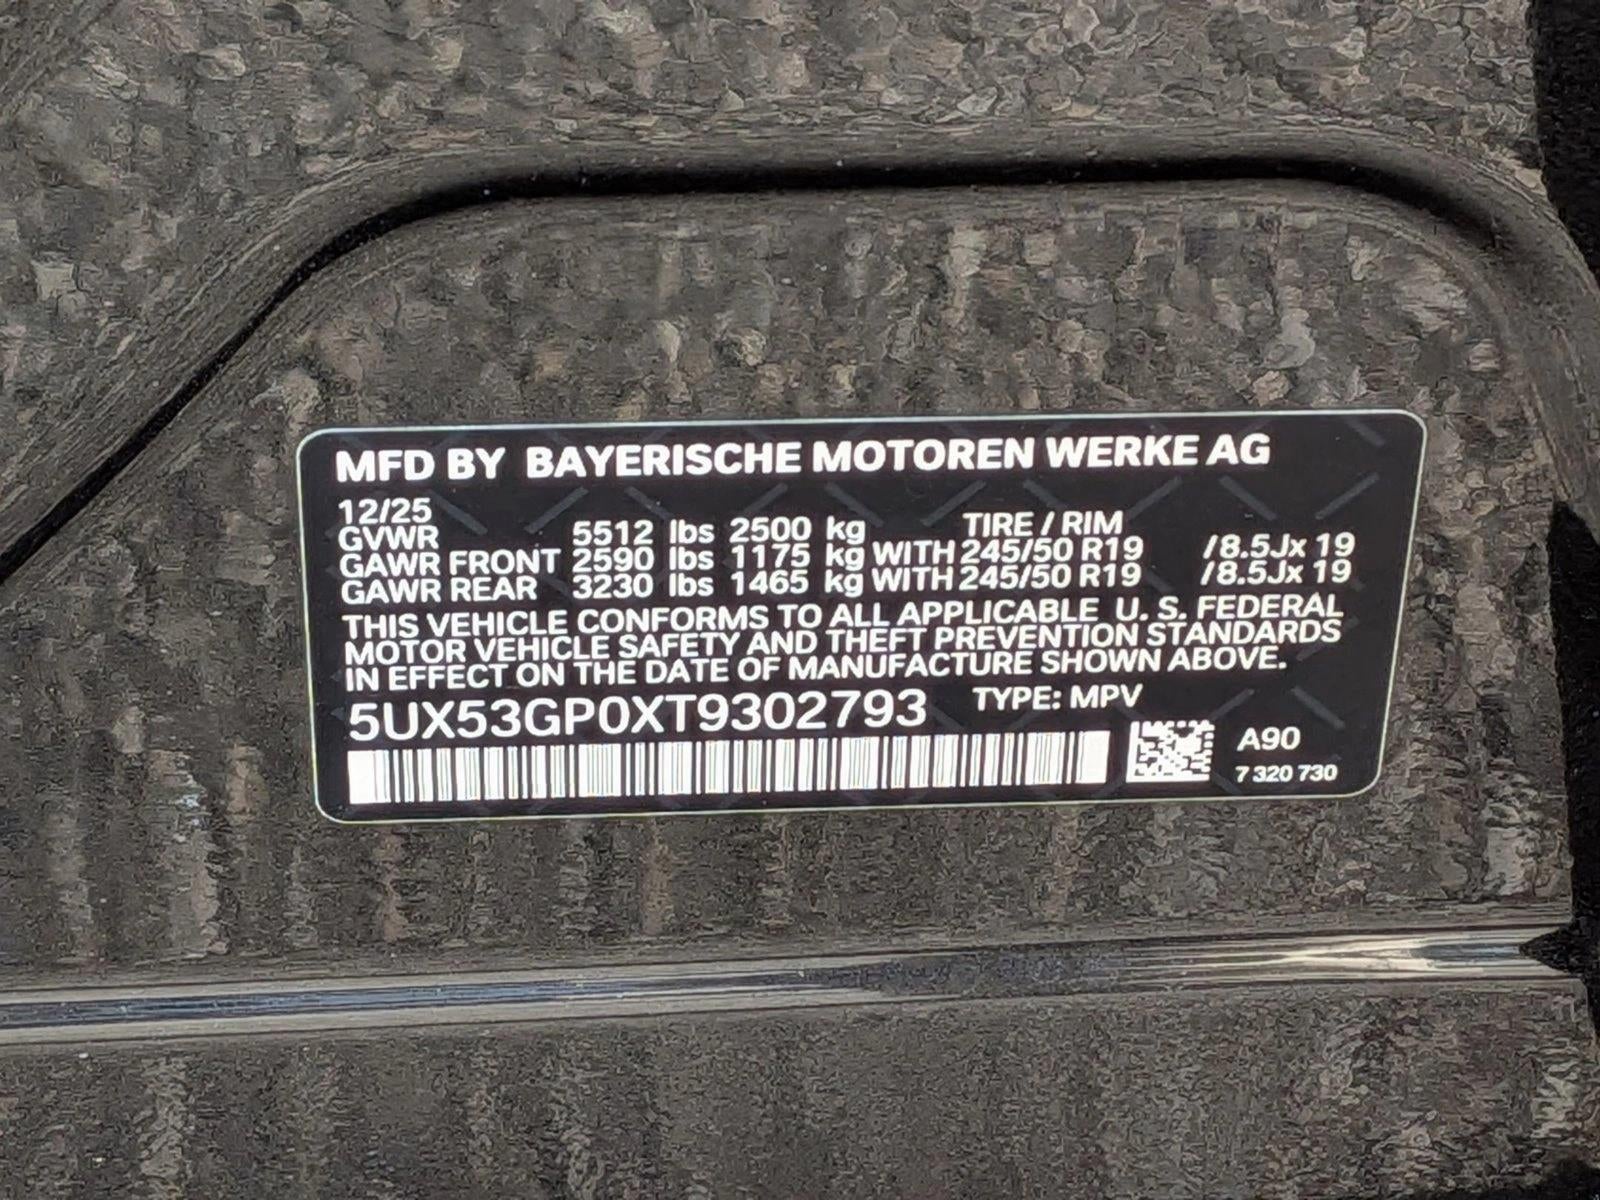 MFD BY BAYERISCHE MOTOREN WERKE AG
12/25
GVWR 5512 lbs 2500 kg TIRE / RIM
GAWR FRONT 2590 lbs 1175 kg WITH 245/50 R19 /8.5Jx 19
GAWR REAR 3230 lbs 1465 kg WITH 245/50 R19 /8.5Jx 19
THIS VEHICLE CONFORMS TO ALL APPLICABLE U. S. FEDERAL
MOTOR VEHICLE SAFETY AND THEFT PREVENTION STANDARDS
IN EFFECT ON THE DATE OF MANUFACTURE SHOWN ABOVE.
5UX53GP0XT9302793 TYPE: MPV
A90
7 320 730